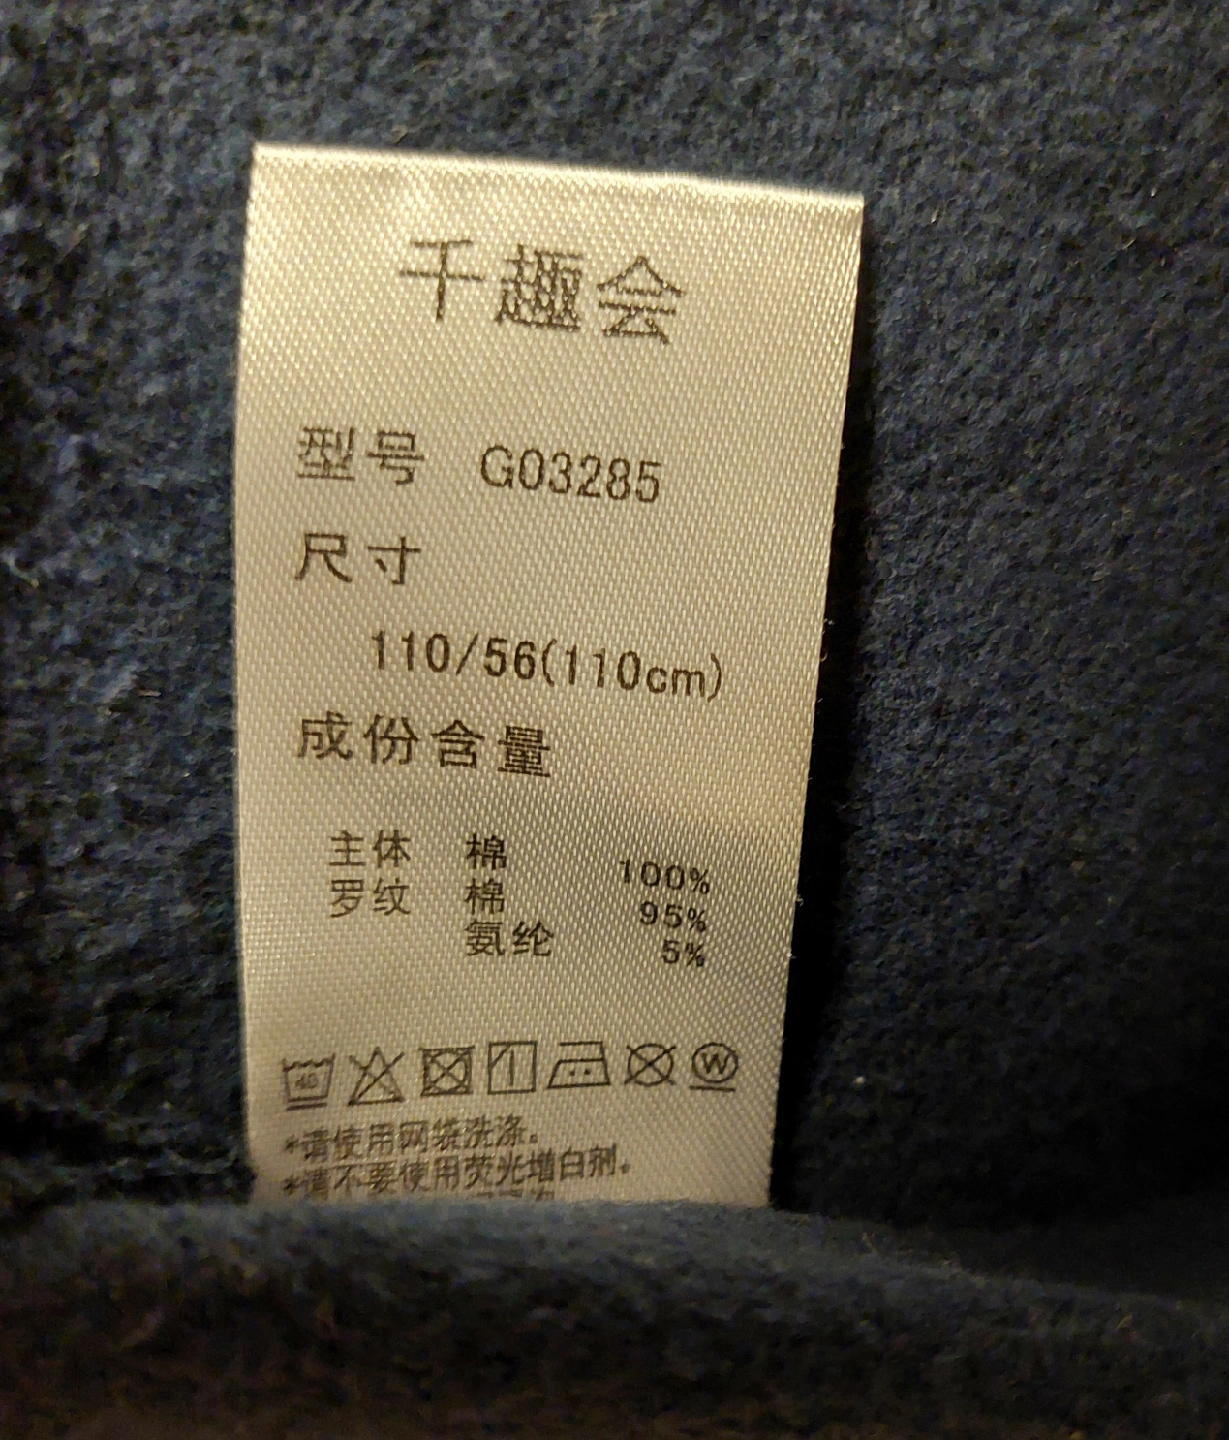 千趣会
型号 G03285
尺寸
110/56(110cm)
成份含量
主体 棉 100%
罗纹 棉 95%
氨纶 5%
40 W
*请使用网袋洗涤。
*请不要使用荧光增白剂。